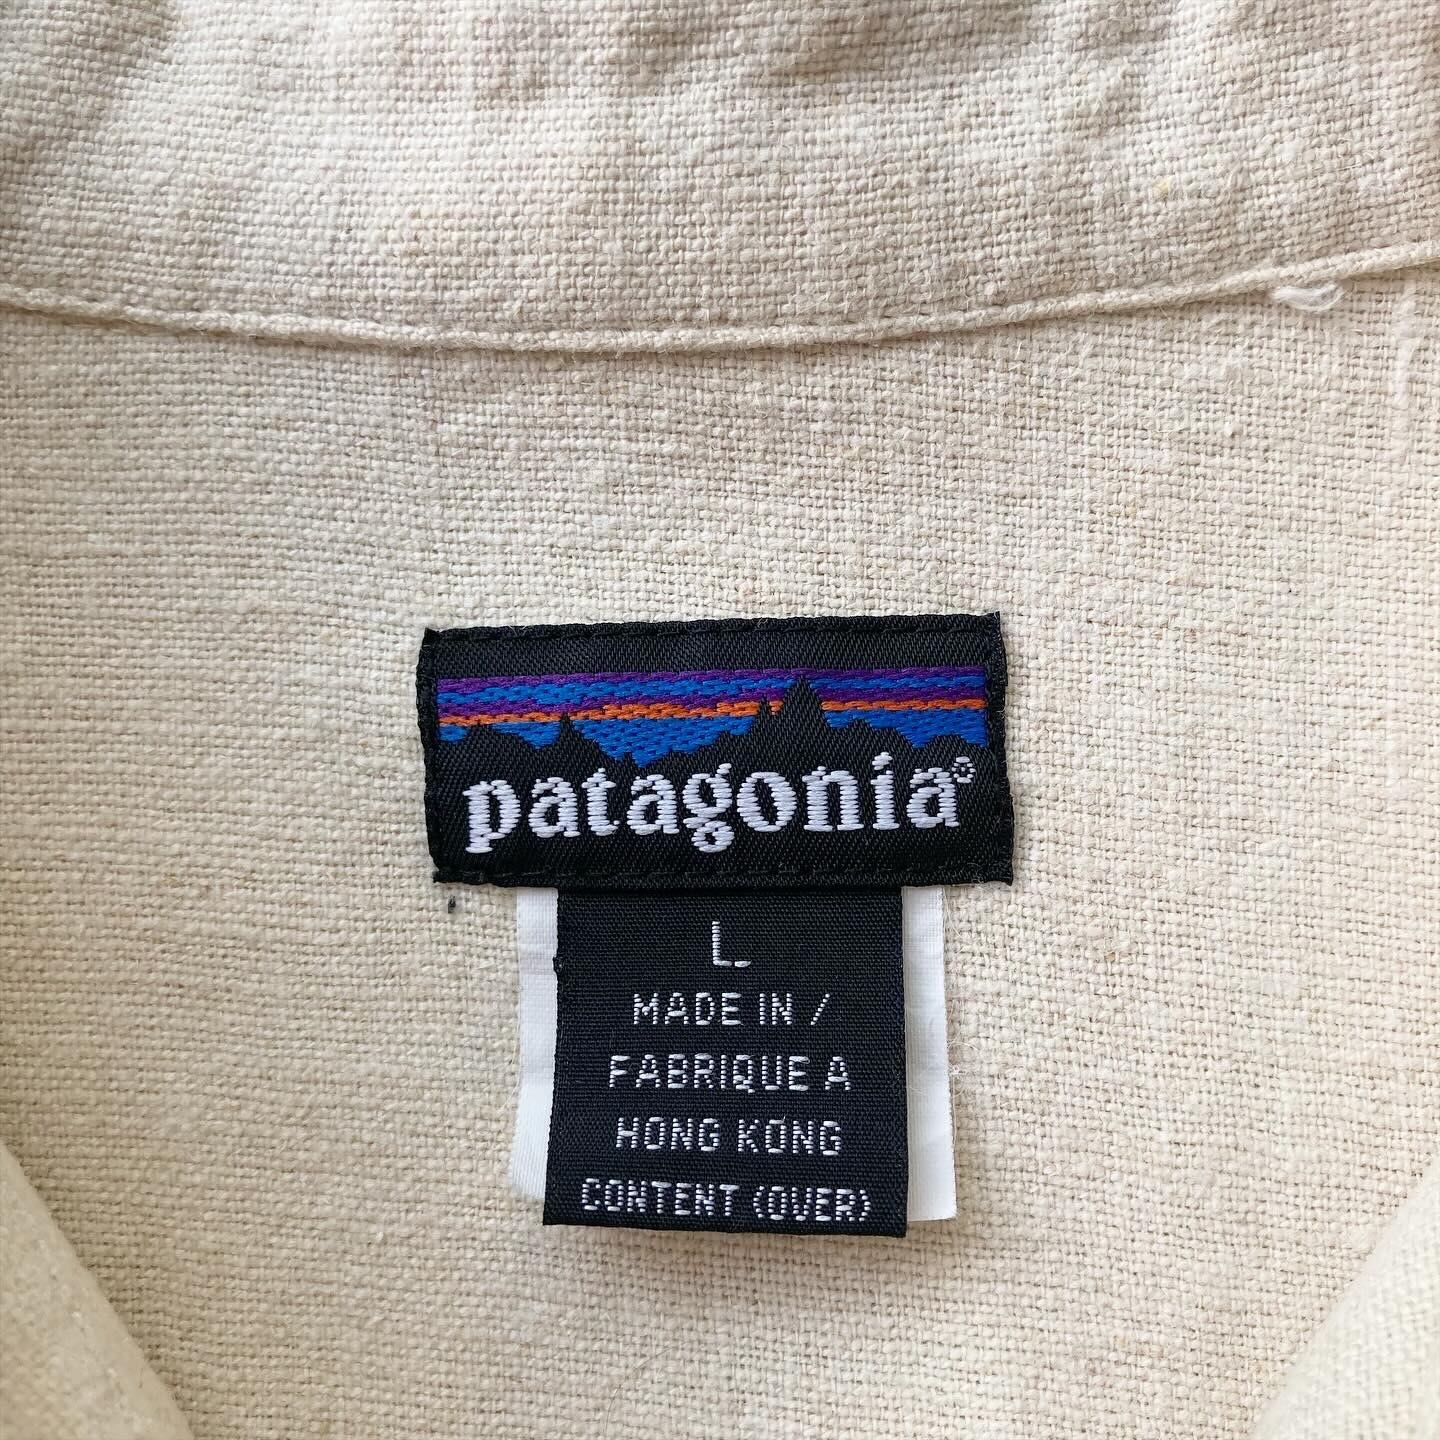 patagonia®
L
MADE IN /
FABRIQUE A
HONG KONG
CONTENT (OVER)